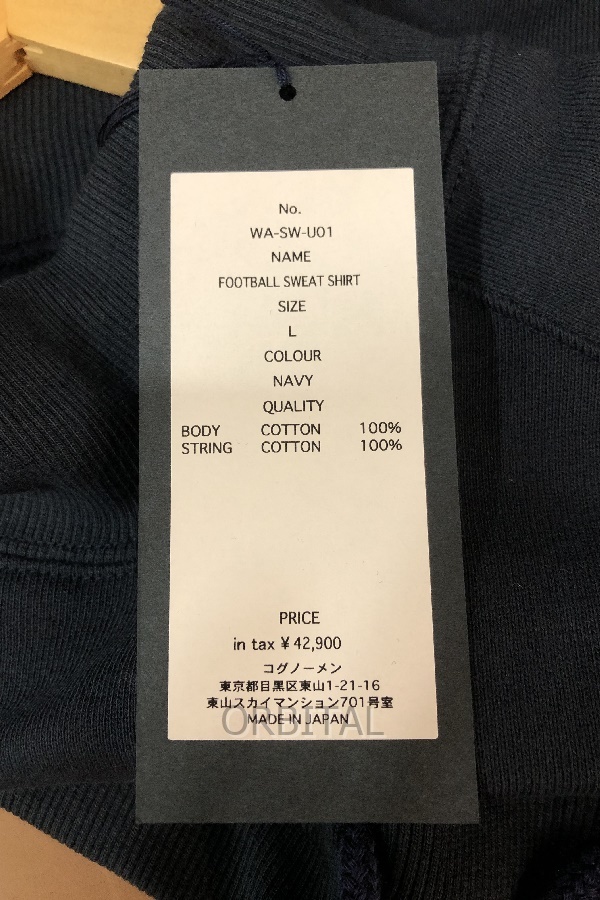 No.
WA-SW-U01
NAME
FOOTBALL SWEAT SHIRT
SIZE
L
COLOUR
NAVY
QUALITY
BODY COTTON 100%
STRING COTTON 100%
PRICE
in tax ¥ 42,900
コグノーメン
東京都目黒区東山1-21-16
東山スカイマンション701号室
ORBITAL
MADE IN JAPAN